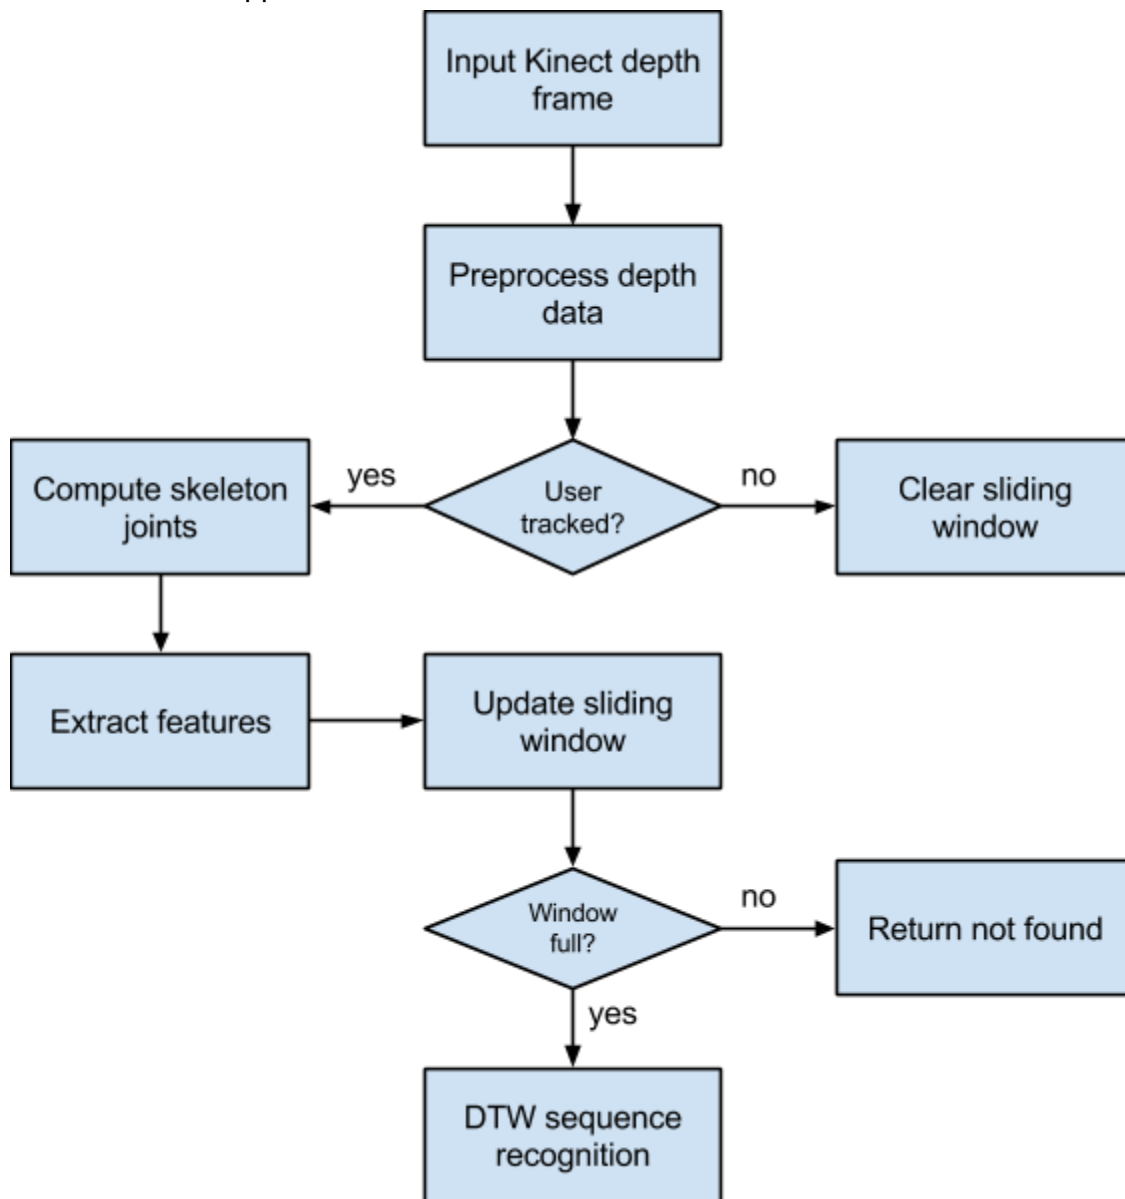 Input Kinect depth
frame
Preprocess depth
data
Compute skeleton
joints
yes
User
tracked?
no
Clear sliding
window
Extract features
Update sliding
window
Window
full?
no
Return not found
yes
DTW sequence
recognition